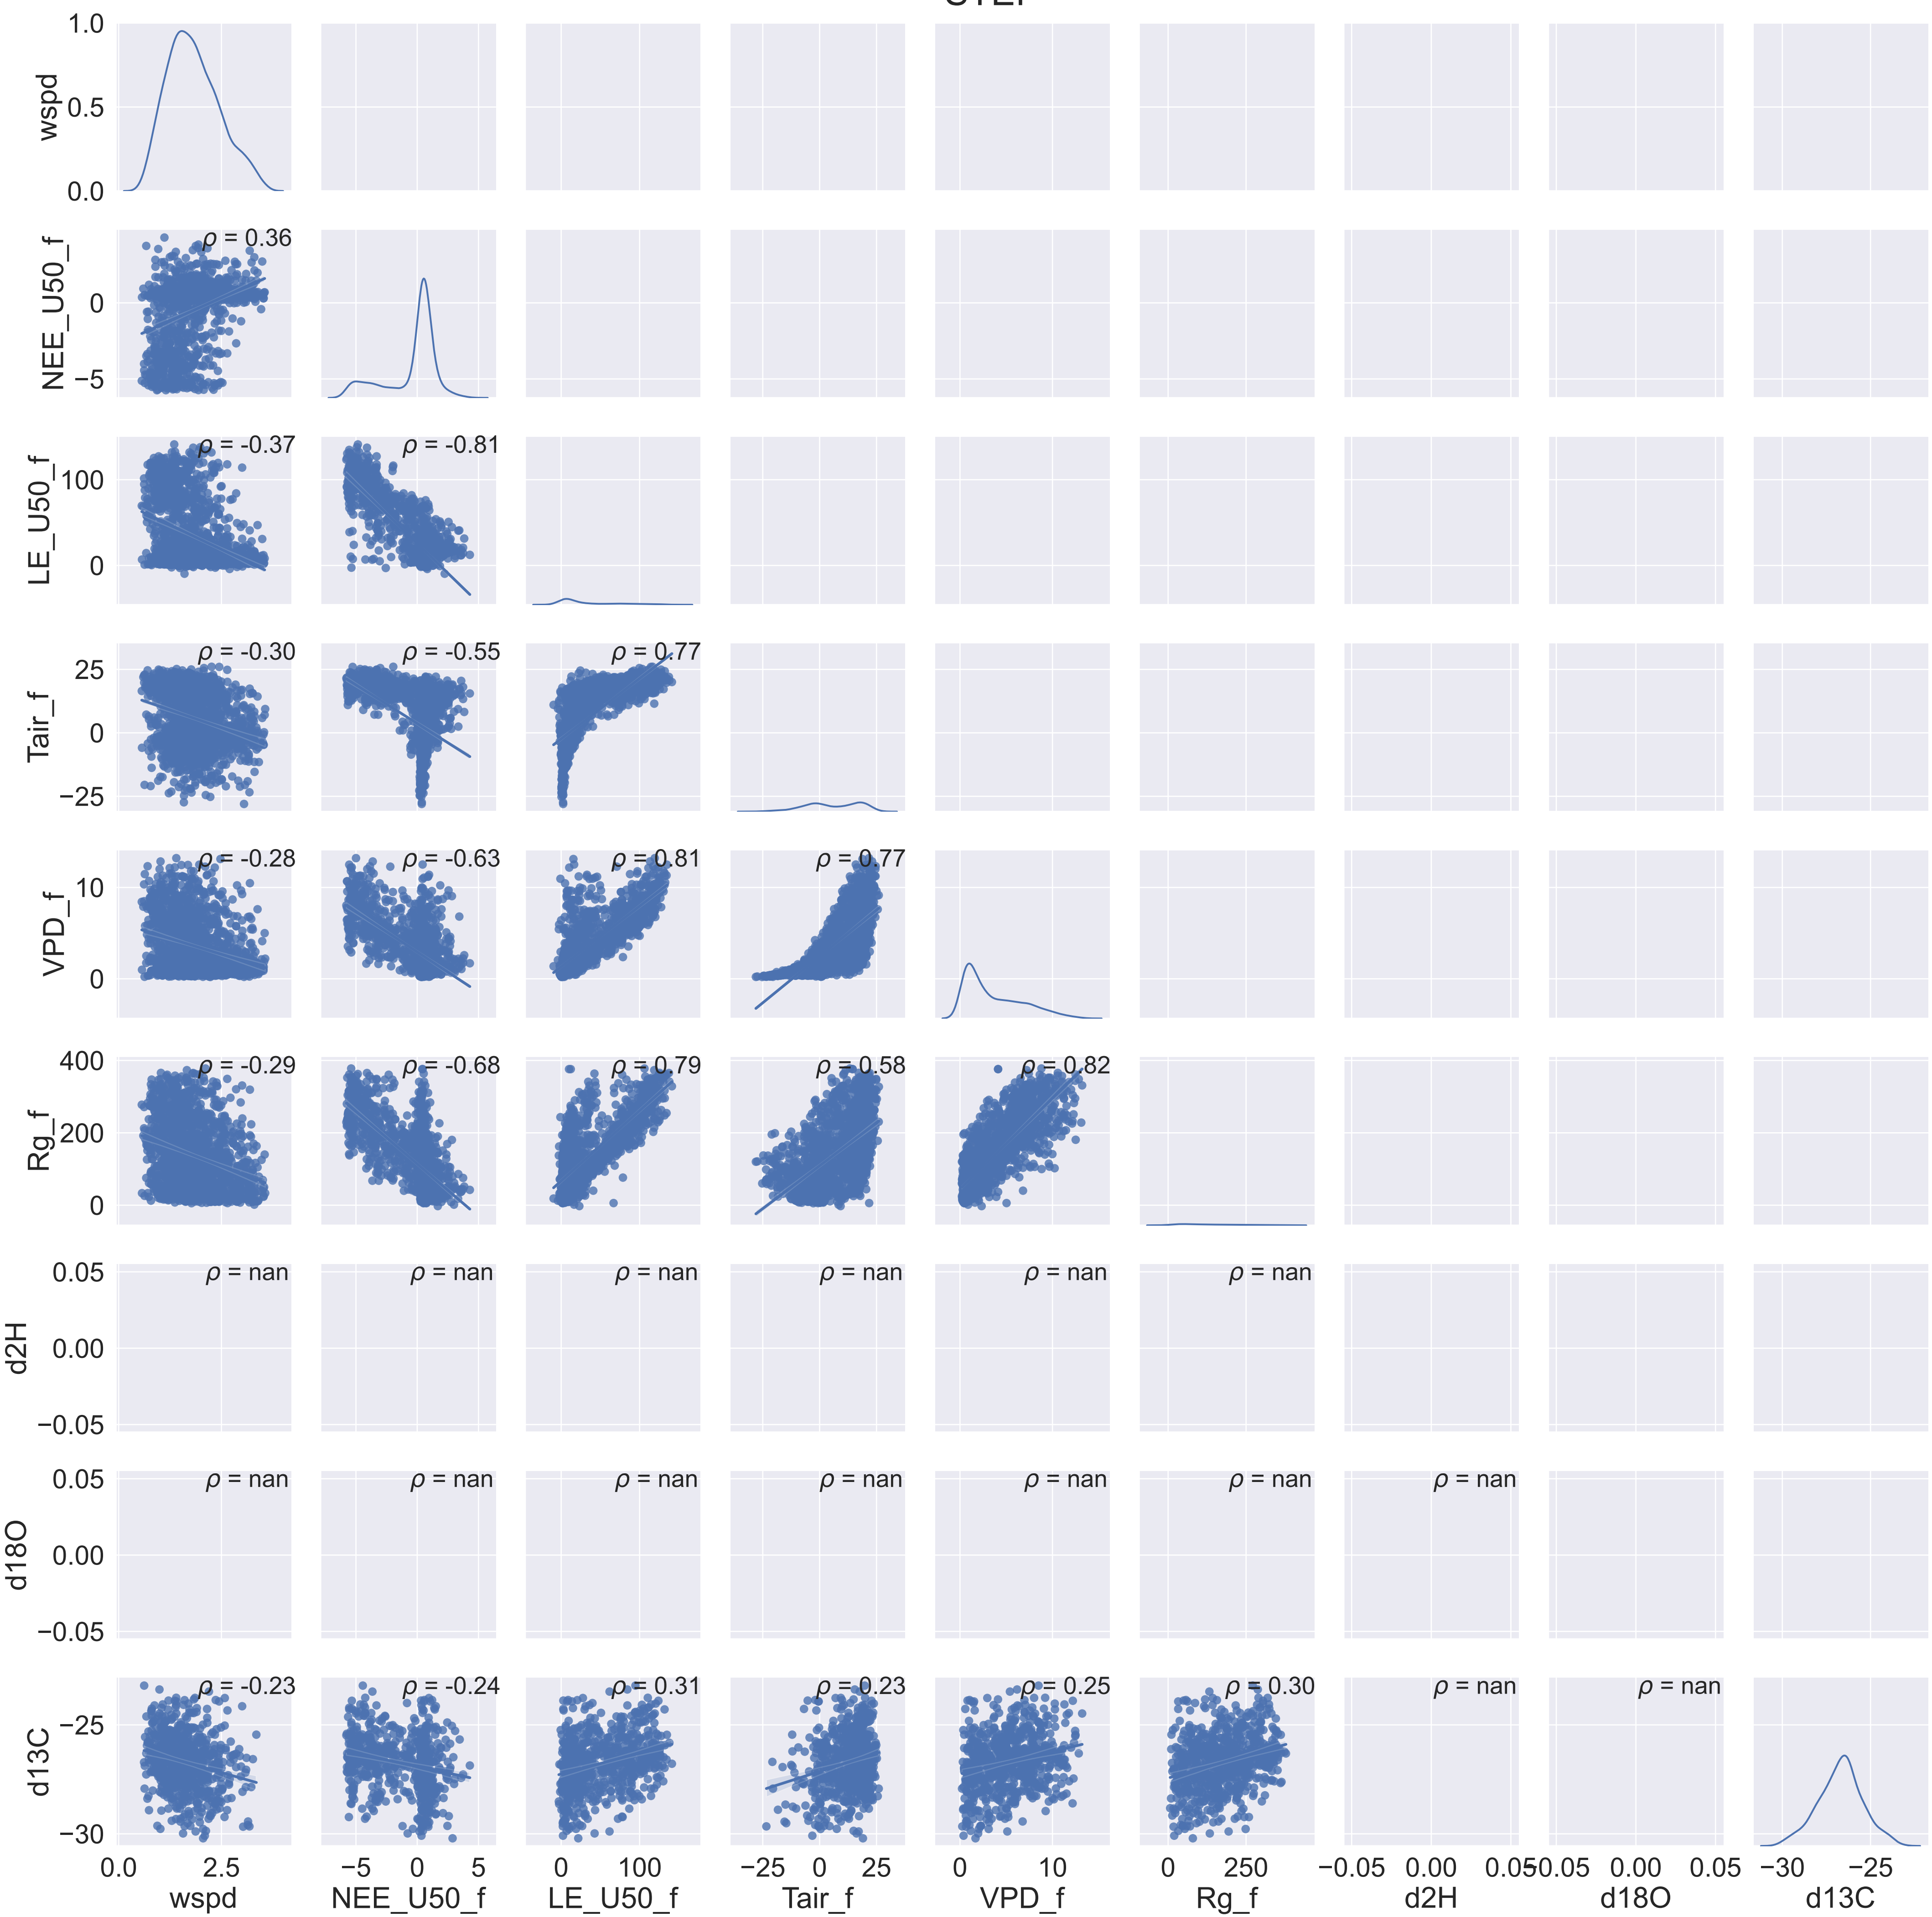 1.0
0.5
0.0
wspd
ρ = 0.36
0
−5
NEE_U50_f
ρ = -0.37 ρ = -0.81
100
0
LE_U50_f
ρ = -0.30 ρ = -0.55 ρ = 0.77
25
0
−25
Tair_f
ρ = -0.28 ρ = -0.63 ρ = 0.81 ρ = 0.77
10
0
VPD_f
ρ = -0.29 ρ = -0.68 ρ = 0.79 ρ = 0.58 ρ = 0.82
400
200
0
Rg_f
ρ = nan ρ = nan ρ = nan ρ = nan ρ = nan ρ = nan
0.05
0.00
−0.05
d2H
ρ = nan ρ = nan ρ = nan ρ = nan ρ = nan ρ = nan ρ = nan
0.05
0.00
−0.05
d18O
ρ = -0.23 ρ = -0.24 ρ = 0.31 ρ = 0.23 ρ = 0.25 ρ = 0.30 ρ = nan ρ = nan
−25
−30
d13C
0.0 2.5 −5 0 5 0 100 −25 0 25 0 10 0 250 −0.05 0.00 0.05 −0.05 0.00 0.05 −30 −25
wspd NEE_U50_f LE_U50_f Tair_f VPD_f Rg_f d2H d18O d13C